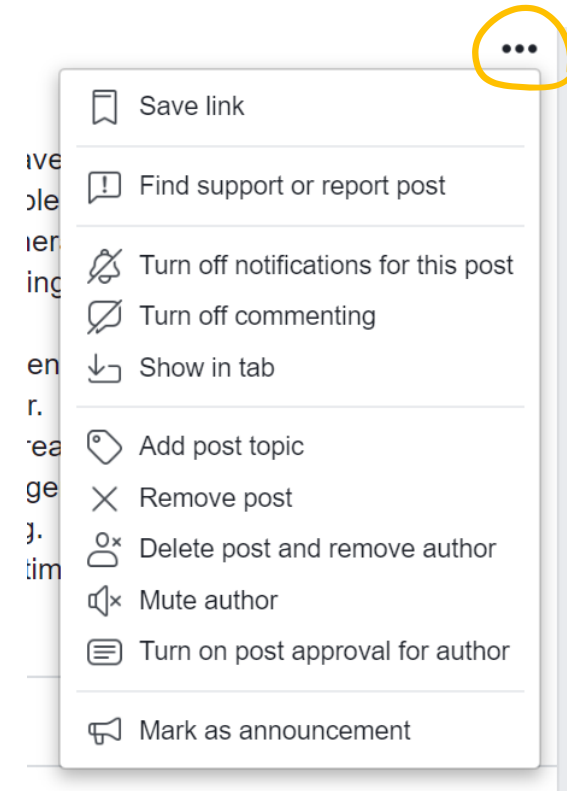 Save link
Find support or report post
Turn off notifications for this post
Turn off commenting
Show in tab
Add post topic
Remove post
Delete post and remove author
Mute author
Turn on post approval for author
Mark as announcement